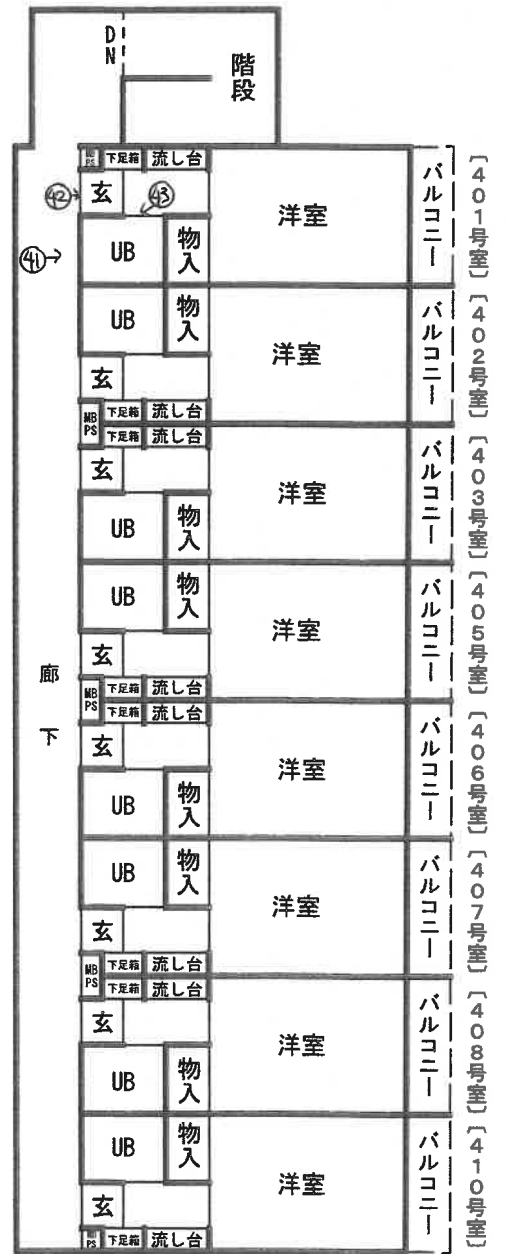 DN
階段
MB PS
下足箱
流し台
㊷
玄
㊸
㊶
UB
物入
洋室
バルコニー
〔401号室〕
UB
物入
洋室
バルコニー
〔402号室〕
玄
MB PS
下足箱
流し台
下足箱
流し台
玄
洋室
バルコニー
〔403号室〕
UB
物入
UB
物入
洋室
バルコニー
〔405号室〕
玄
廊下
MB PS
下足箱
流し台
下足箱
流し台
玄
洋室
バルコニー
〔406号室〕
UB
物入
UB
物入
洋室
バルコニー
〔407号室〕
玄
MB PS
下足箱
流し台
下足箱
流し台
玄
洋室
バルコニー
〔408号室〕
UB
物入
UB
物入
洋室
バルコニー
〔410号室〕
玄
MB PS
下足箱
流し台